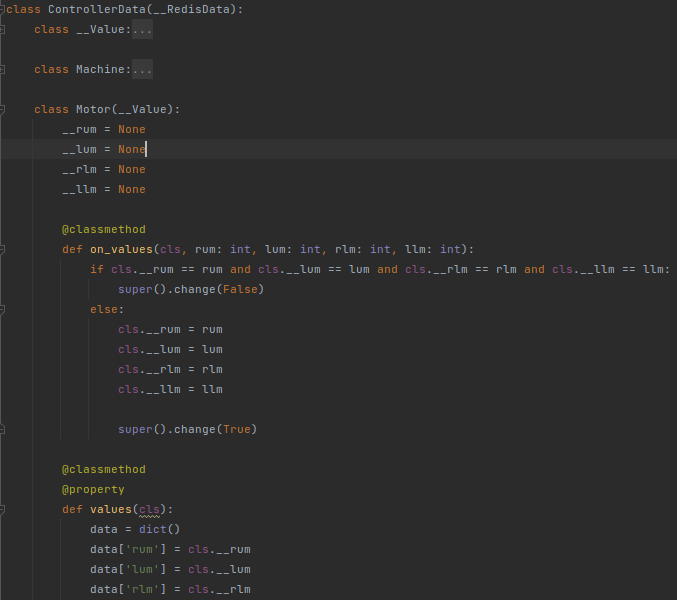 class ControllerData(__RedisData):
    class __Value:...
    class Machine:...
    class Motor(__Value):
        __rum = None
        __lum = None
        __rlm = None
        __llm = None
        @classmethod
        def on_values(cls, rum: int, lum: int, rlm: int, llm: int):
            if cls.__rum == rum and cls.__lum == lum and cls.__rlm == rlm and cls.__llm == llm:
                super().change(False)
            else:
                cls.__rum = rum
                cls.__lum = lum
                cls.__rlm = rlm
                cls.__llm = llm
                super().change(True)
        @classmethod
        @property
        def values(cls):
            data = dict()
            data['rum'] = cls.__rum
            data['lum'] = cls.__lum
            data['rlm'] = cls.__rlm